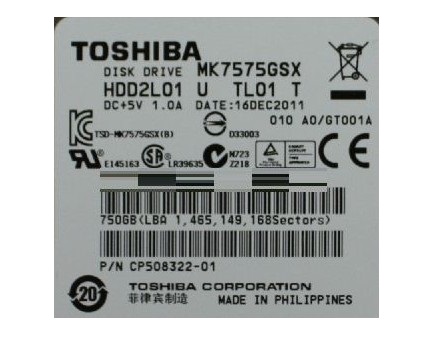 TOSHIBA
DISK DRIVE MK7575GSX
HDD2L01 U TL01 T
DC+5V 1.0A DATE:16DEC2011
010 A0/GT001A
TSD-MK7575GSX(B) D33003
E145163 LR39635 N723
Z218
750GB(LBA 1,465,149,168Sectors)
P/N CP508322-01
20 TOSHIBA CORPORATION
菲律宾制造 MADE IN PHILIPPINES